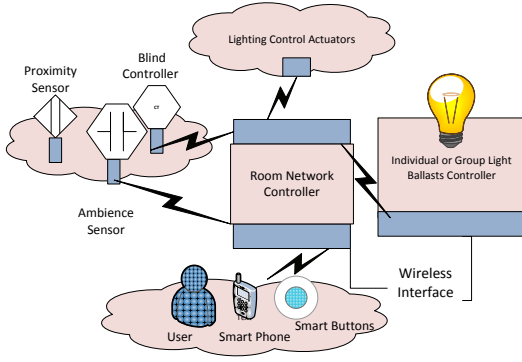 Lighting Control Actuators
Proximity
Sensor
Blind
Controller
CT
Individual or Group Light
Ballasts Controller
Room Network
Controller
Ambience
Sensor
Wireless
Interface
User
Smart Phone
Smart Buttons